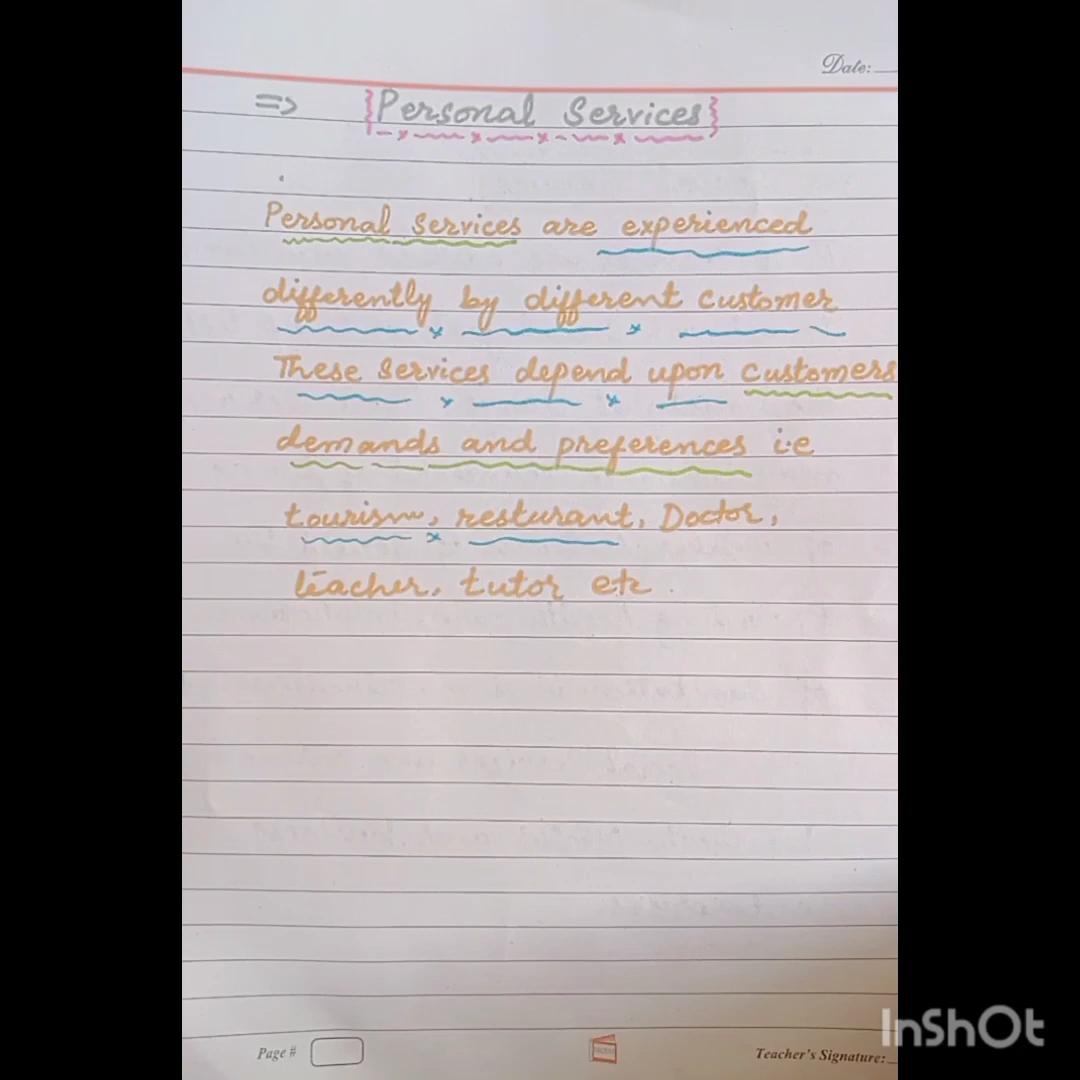 Date:
=> {Personal Services}
Personal Services are experienced
differently by different customer
These Services depend upon customers
demands and preferences i.e
tourism, resturant, Doctor,
teacher, tutor etc.
Page #
Teacher's Signature:
InShOt